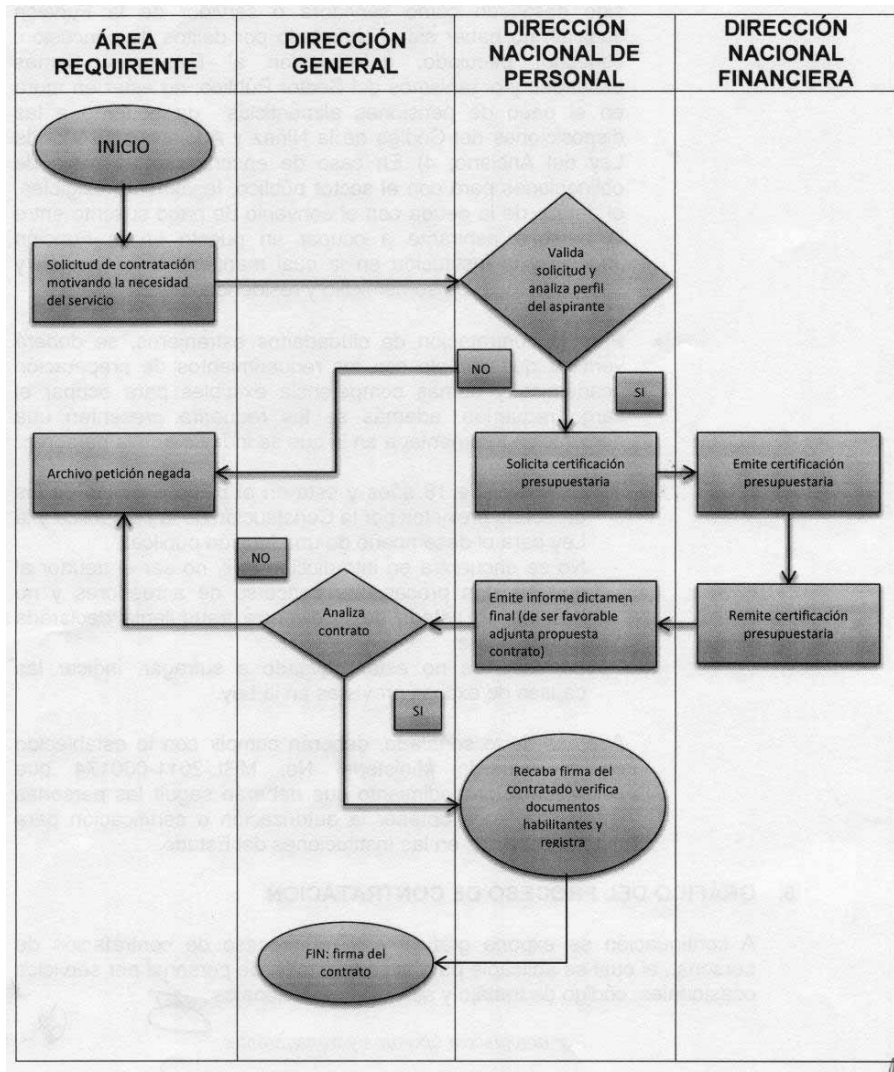 ÁREA
REQUIRENTE
DIRECCIÓN
GENERAL
DIRECCIÓN
NACIONAL DE
PERSONAL
DIRECCIÓN
NACIONAL
FINANCIERA
INICIO
Solicitud de contratación
motivando la necesidad
del servicio
Valida
solicitud y
analiza perfil
del aspirante
NO
SI
Archivo petición negada
Solicita certificación
presupuestaria
Emite certificación
presupuestaria
NO
Analiza
contrato
Emite informe dictamen
final (de ser favorable
adjunta propuesta
contrato)
Remite certificación
presupuestaria
SI
Recaba firma del
contratado verifica
documentos
habilitantes y
registra
FIN: firma del
contrato